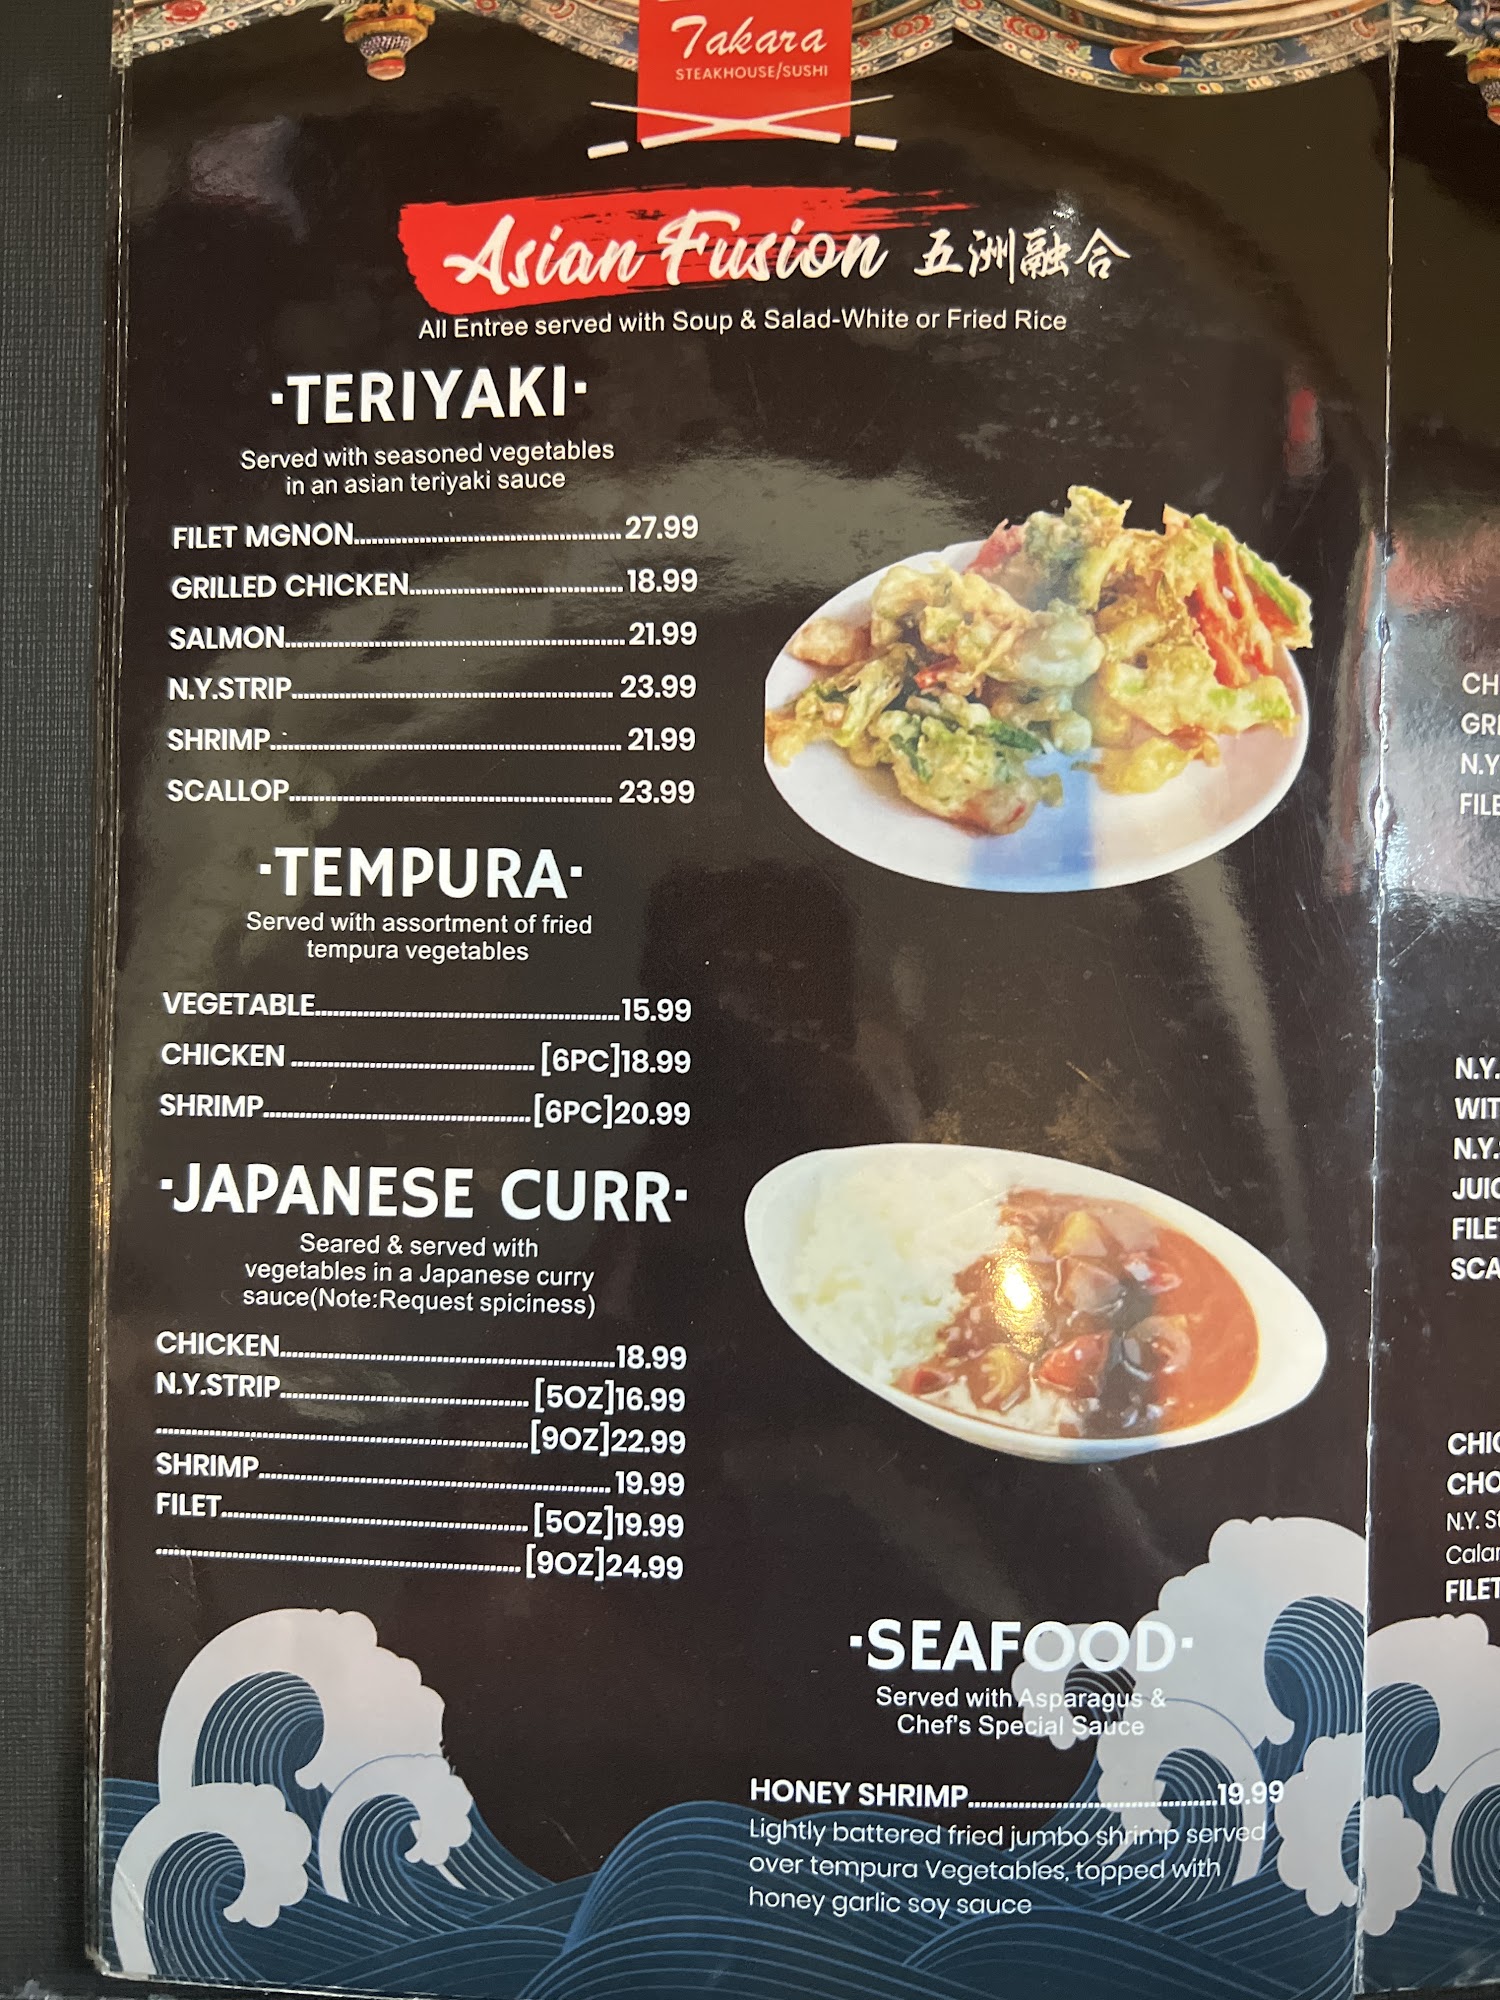 Takara
STEAKHOUSE/SUSHI
Asian Fusion 五洲融合
All Entree served with Soup & Salad-White or Fried Rice
·TERIYAKI·
Served with seasoned vegetables
in an asian teriyaki sauce
FILET MGNON 27.99
GRILLED CHICKEN 18.99
SALMON 21.99
N.Y.STRIP 23.99
SHRIMP 21.99
SCALLOP 23.99
·TEMPURA·
Served with assortment of fried
tempura vegetables
VEGETABLE 15.99
CHICKEN [6PC]18.99
SHRIMP [6PC]20.99
·JAPANESE CURR·
Seared & served with
vegetables in a Japanese curry
sauce(Note:Request spiciness)
CHICKEN 18.99
N.Y.STRIP [5OZ]16.99
[9OZ]22.99
SHRIMP 19.99
FILET [5OZ]19.99
[9OZ]24.99
·SEAFOOD·
Served with Asparagus &
Chef's Special Sauce
HONEY SHRIMP 19.99
Lightly battered fried jumbo shrimp served
over tempura Vegetables, topped with
honey garlic soy sauce
N.Y.
FILET